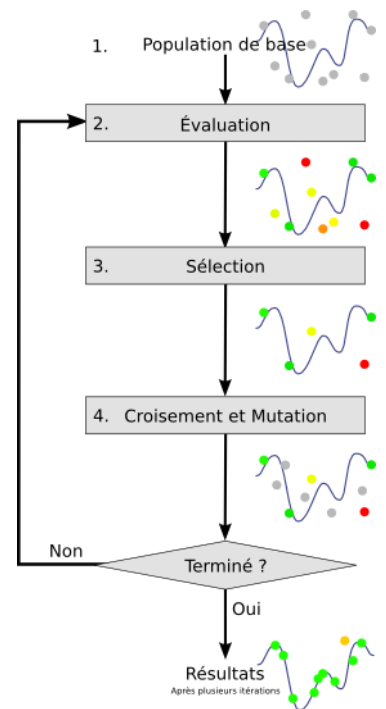 1. Population de base
2. Évaluation
3. Sélection
4. Croisement et Mutation
Terminé ?
Non
Oui
Résultats
Après plusieurs itérations